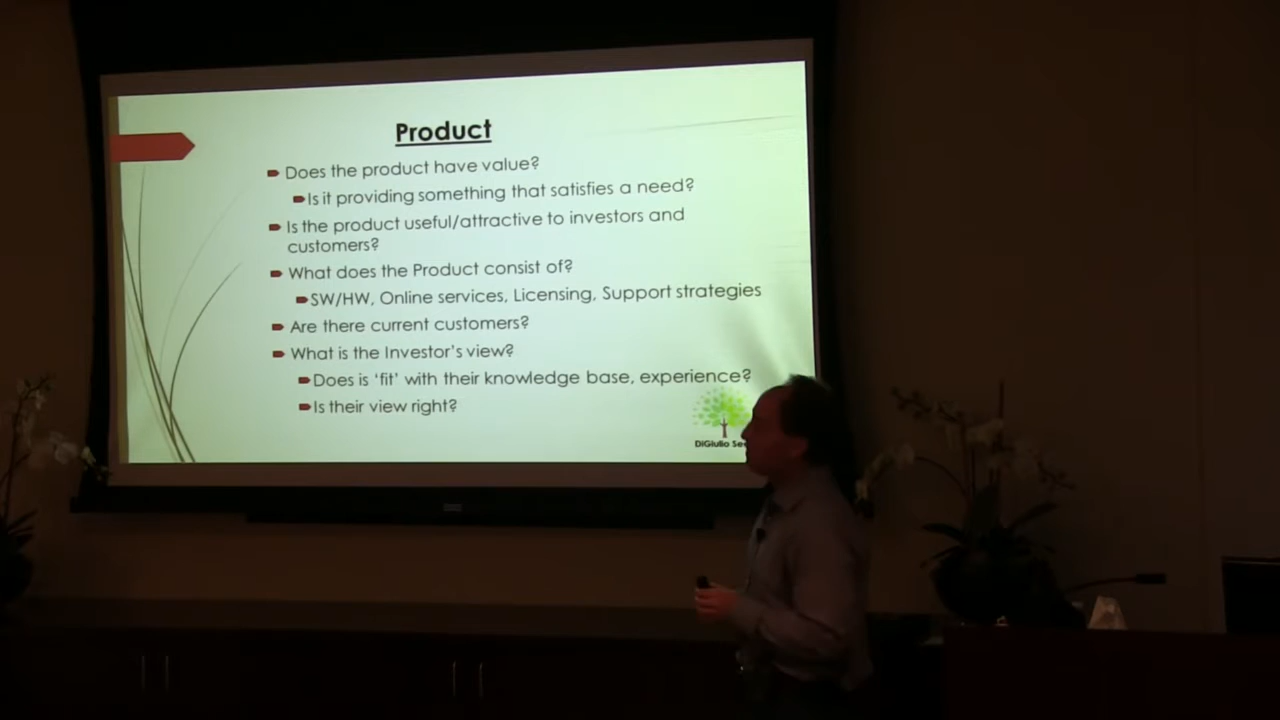 Product
Does the product have value?
Is it providing something that satisfies a need?
Is the product useful/attractive to investors and
customers?
What does the Product consist of?
SW/HW, Online services, Licensing, Support strategies
Are there current customers?
What is the Investor's view?
Does is 'fit' with their knowledge base, experience?
Is their view right?
DiGiulio